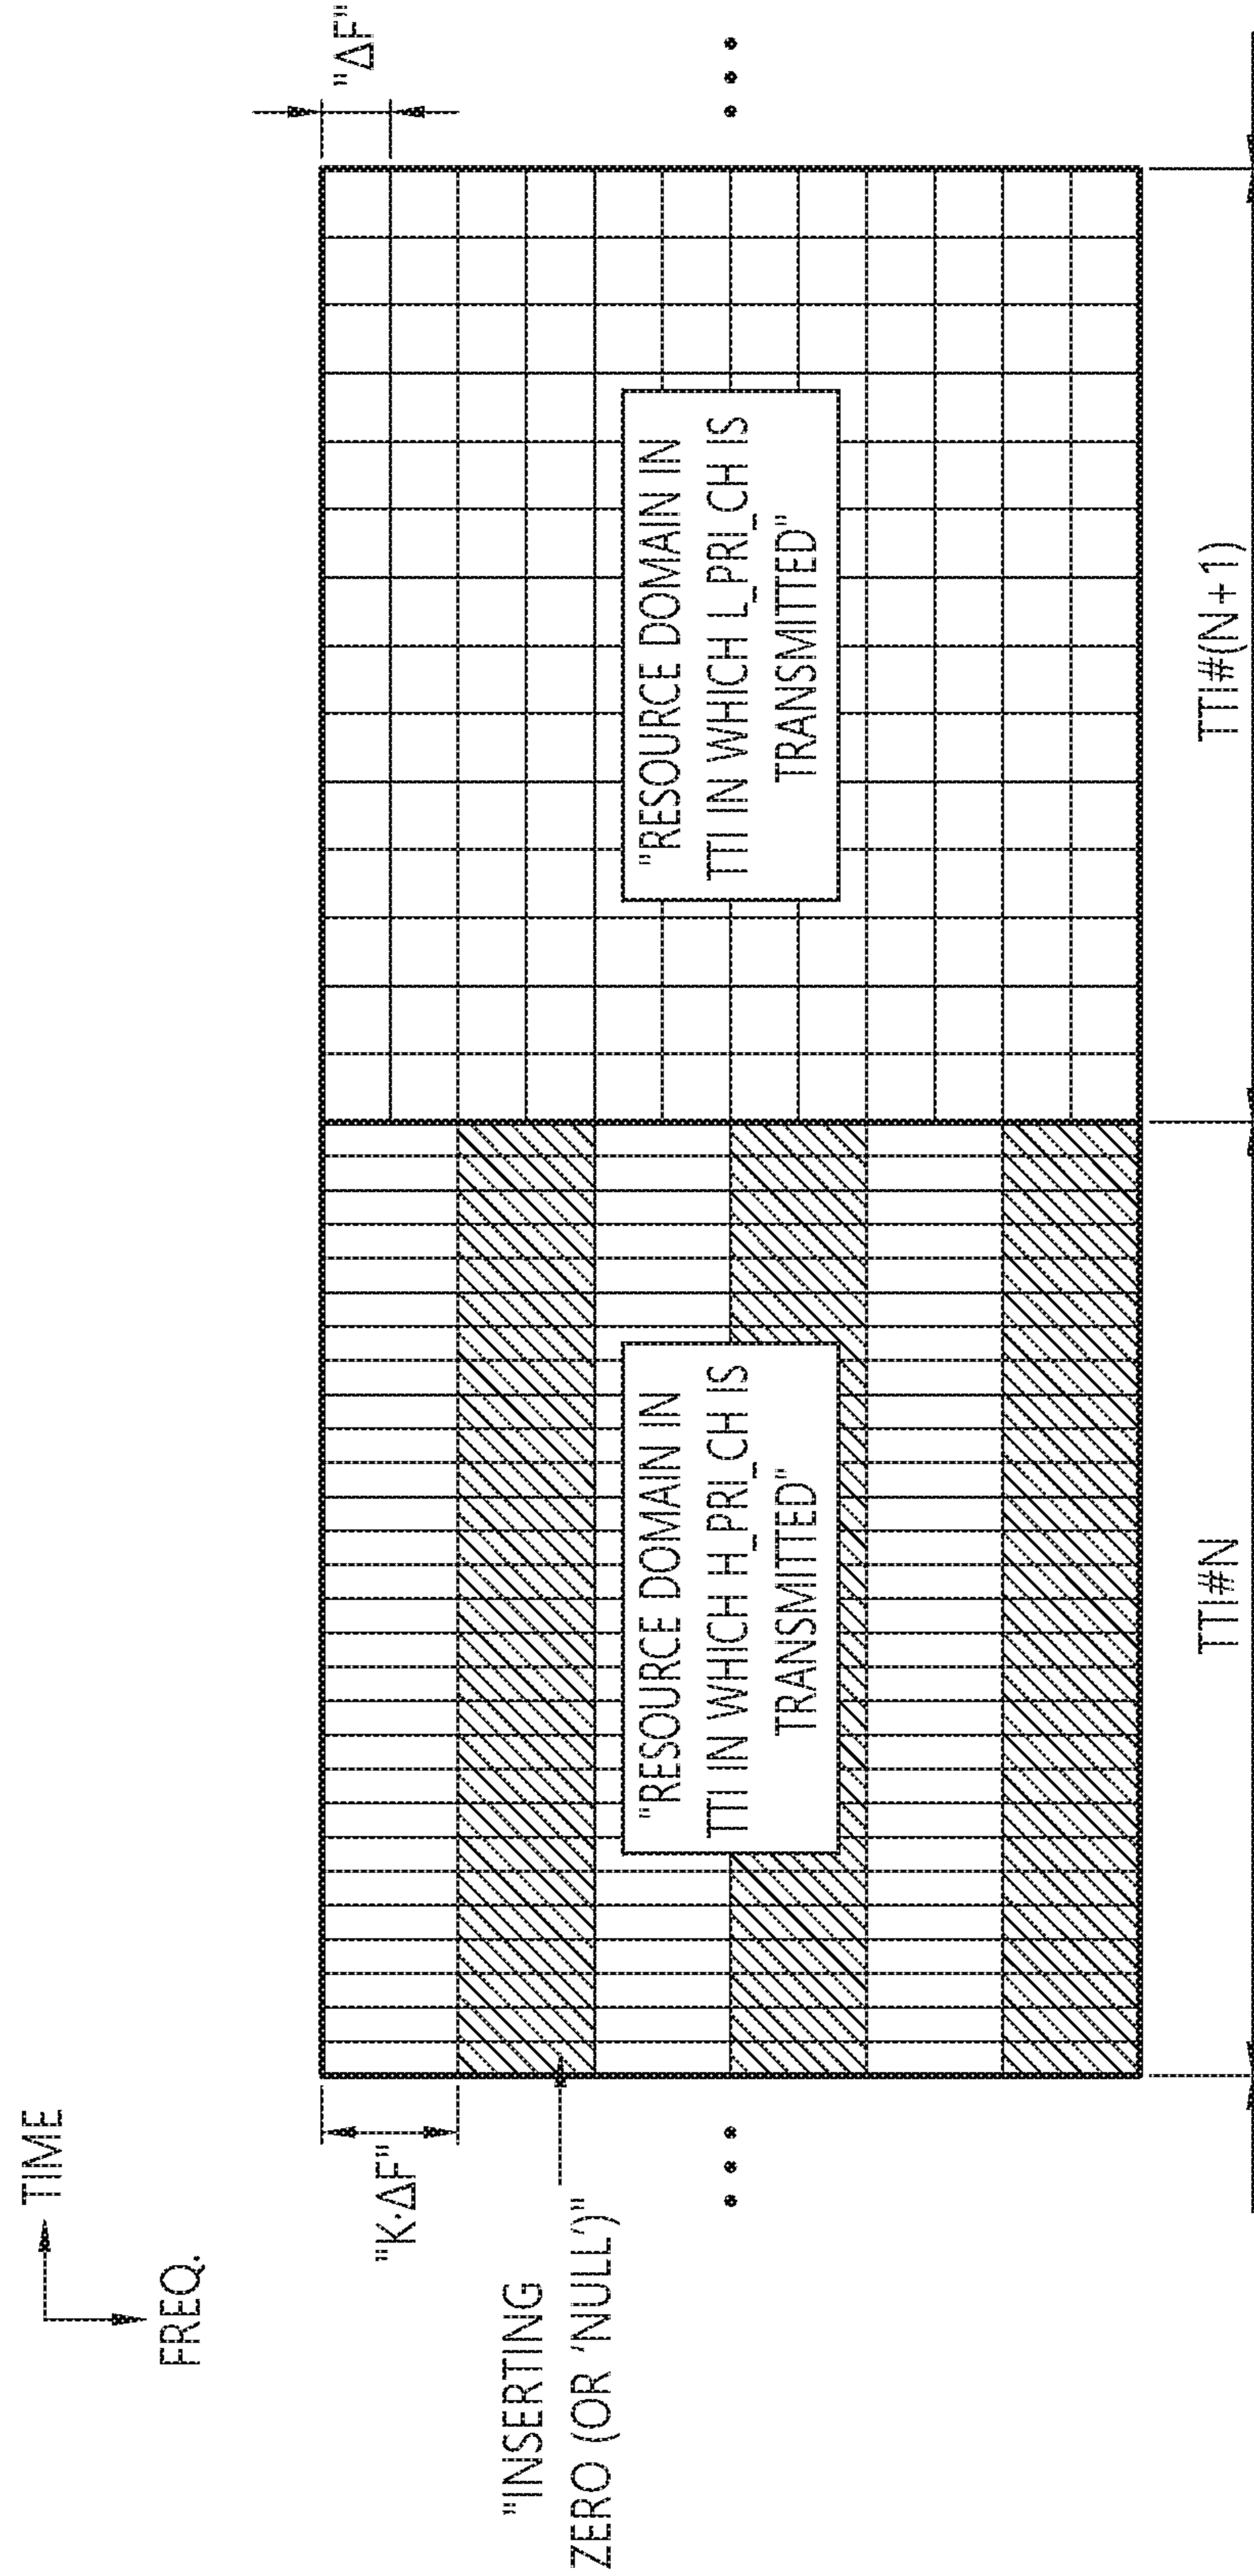 TIME
FREQ.
"K·ΔF"
"ΔF"
"INSERTING
ZERO (OR 'NULL')"
"RESOURCE DOMAIN IN
TTI IN WHICH H_PRI_CH IS
TRANSMITTED"
"RESOURCE DOMAIN IN
TTI IN WHICH L_PRI_CH IS
TRANSMITTED"
TTI#N
TTI#(N+1)